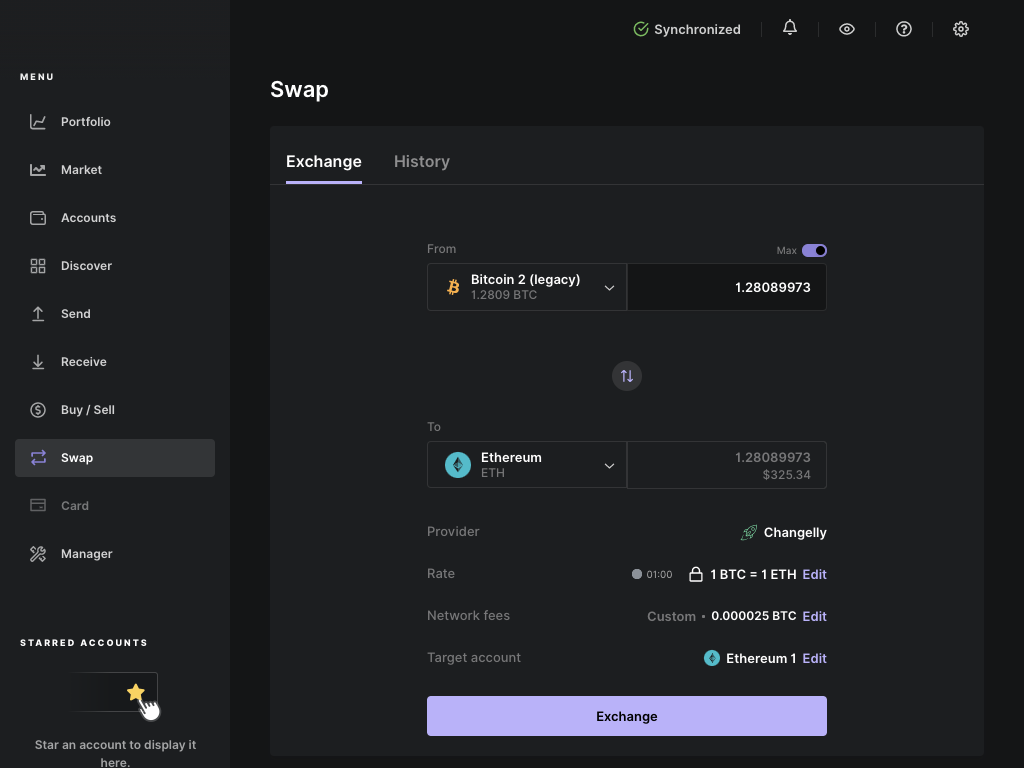 Synchronized
MENU
Portfolio
Market
Accounts
Discover
Send
Receive
Buy / Sell
Swap
Card
Manager
STARRED ACCOUNTS
Star an account to display it
here.
Swap
Exchange History
From Max
Bitcoin 2 (legacy)
1.2809 BTC
1.28089973
To
Ethereum
ETH
1.28089973
$325.34
Provider Changelly
Rate 01:00 1 BTC = 1 ETH Edit
Network fees Custom • 0.000025 BTC Edit
Target account Ethereum 1 Edit
Exchange